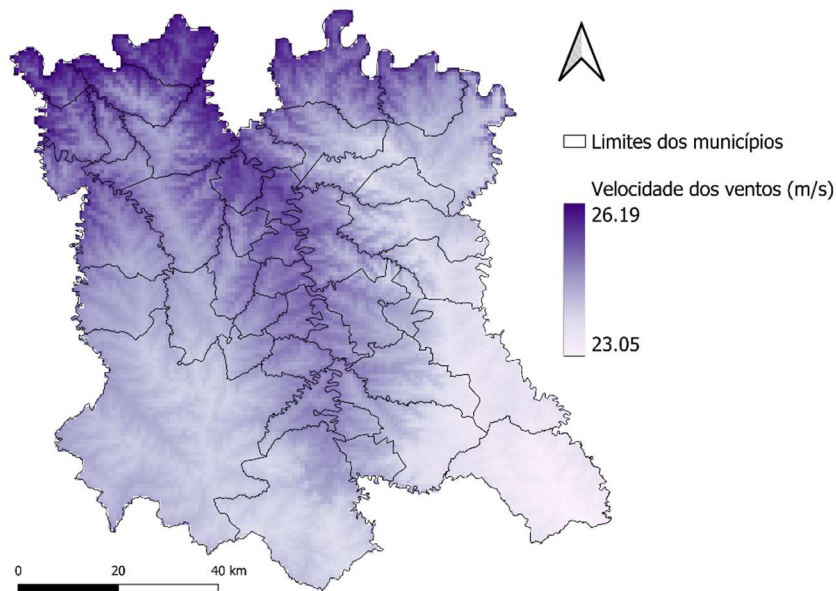 Limites dos municípios
Velocidade dos ventos (m/s)
26.19
23.05
0 20 40 km